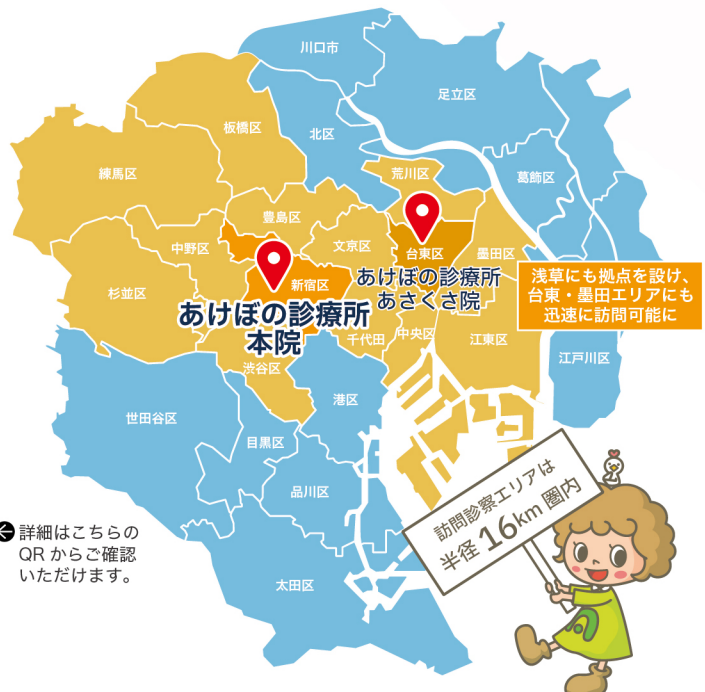 川口市
足立区
板橋区
北区
練馬区
荒川区
葛飾区
豊島区
中野区
文京区
台東区
墨田区
杉並区
新宿区
あけぼの診療所
あさくさ院
浅草にも拠点を設け、
台東・墨田エリアにも
迅速に訪問可能に
あけぼの診療所
本院
千代田
中央区
江東区
江戸川区
渋谷区
港区
世田谷区
目黒区
品川区
訪問診察エリアは
半径16km圏内
詳細はこちらの
QRからご確認
いただけます。
太田区